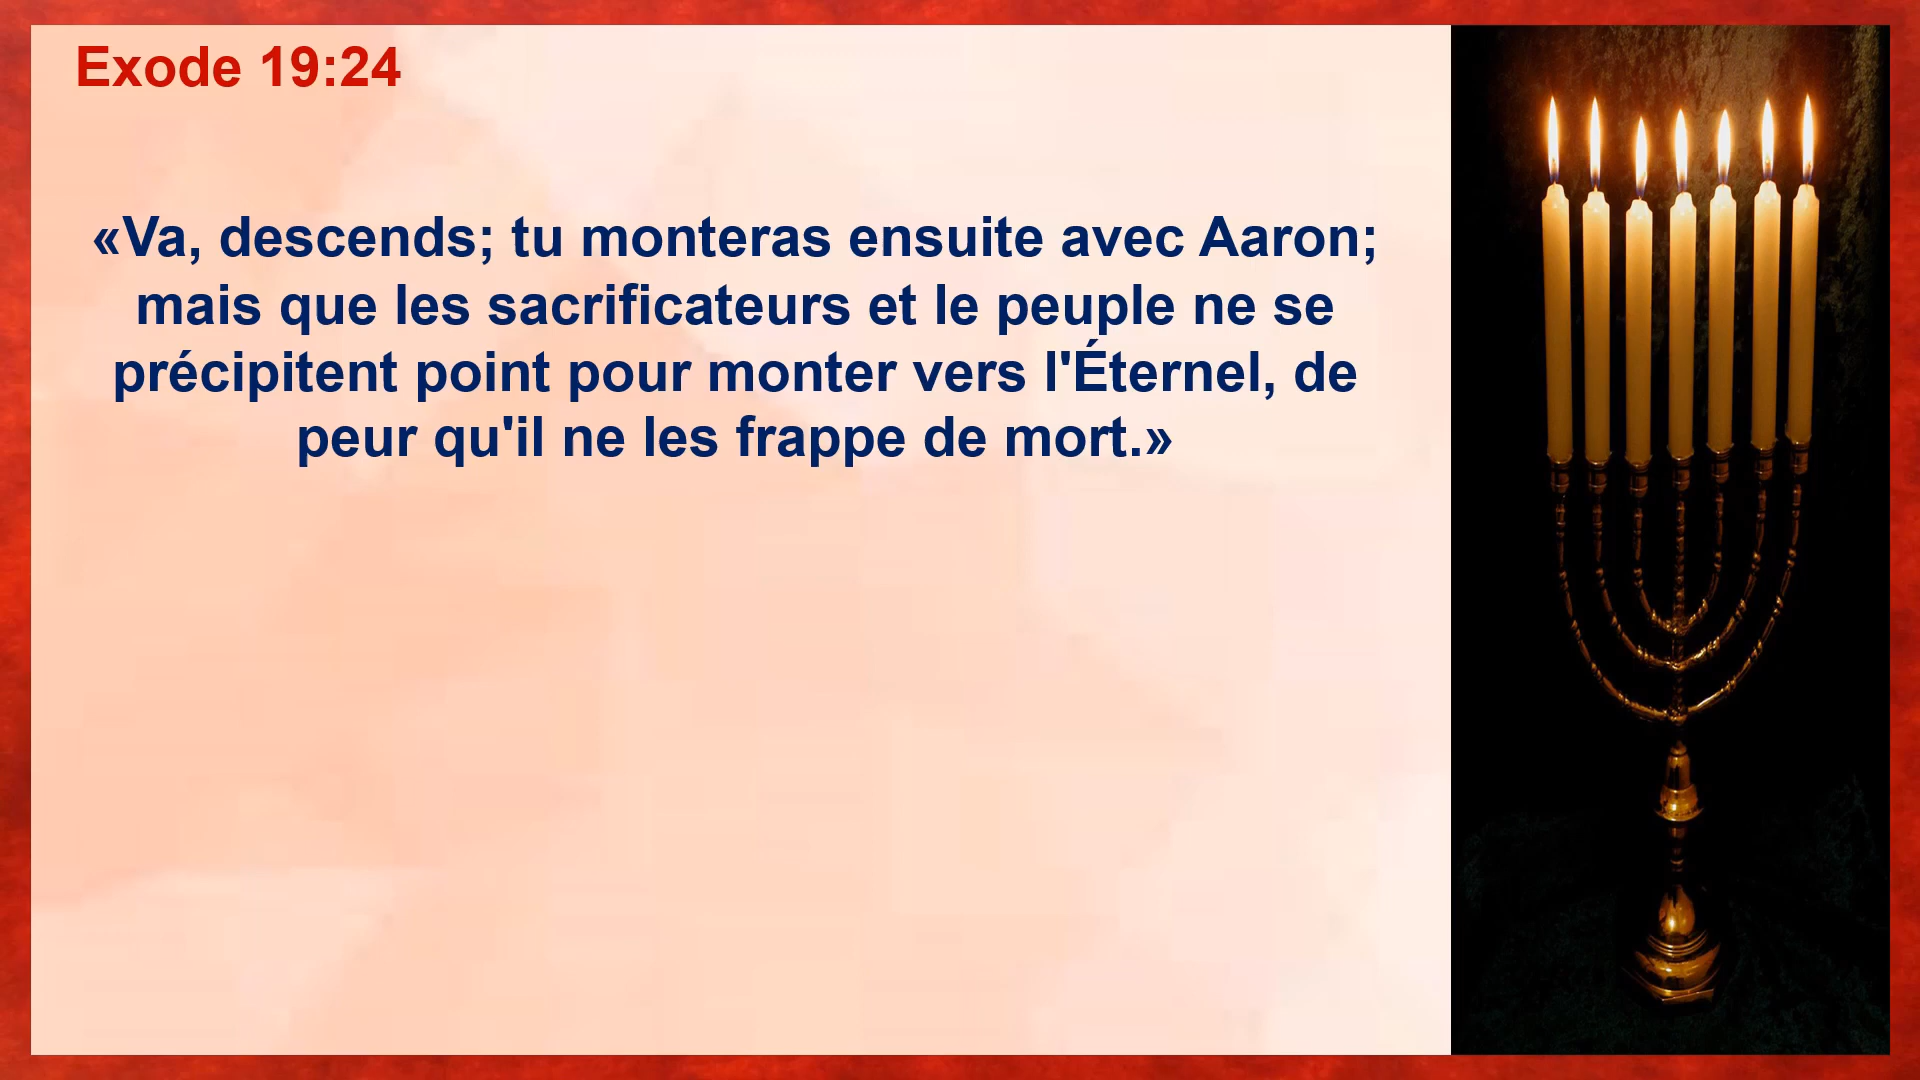 Exode 19:24
«Va, descends; tu monteras ensuite avec Aaron;
mais que les sacrificateurs et le peuple ne se
précipitent point pour monter vers l'Éternel, de
peur qu'il ne les frappe de mort.»